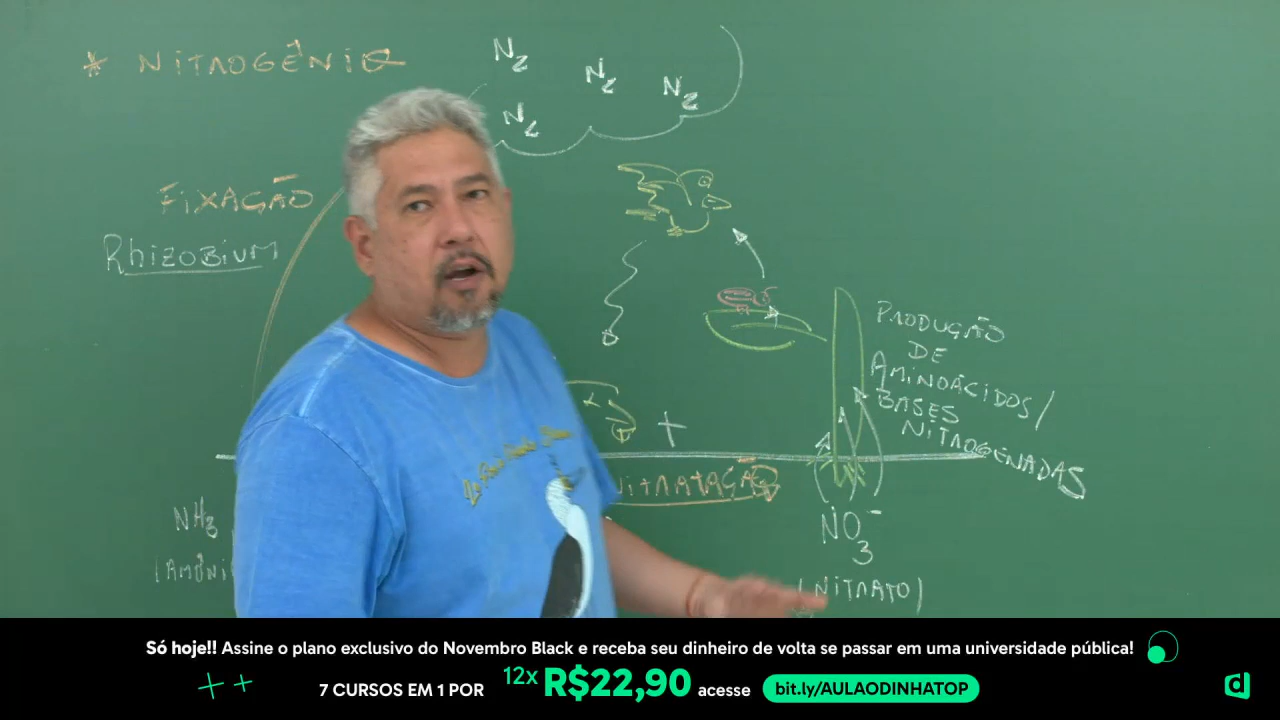 * NITROGÊNIO
N2
N2
N2
N2
FIXAÇÃO
RhizobiUM
PRODUÇÃO
DE
AMINOÁCIDOS/
BASES
NITROGENADAS
+
NITRATAÇÃO
NH3
NO3-
(NITRATO)
Só hoje!! Assine o plano exclusivo do Novembro Black e receba seu dinheiro de volta se passar em uma universidade pública!
7 CURSOS EM 1 POR 12x R$22,90 acesse bit.ly/AULAODINHATOP
d